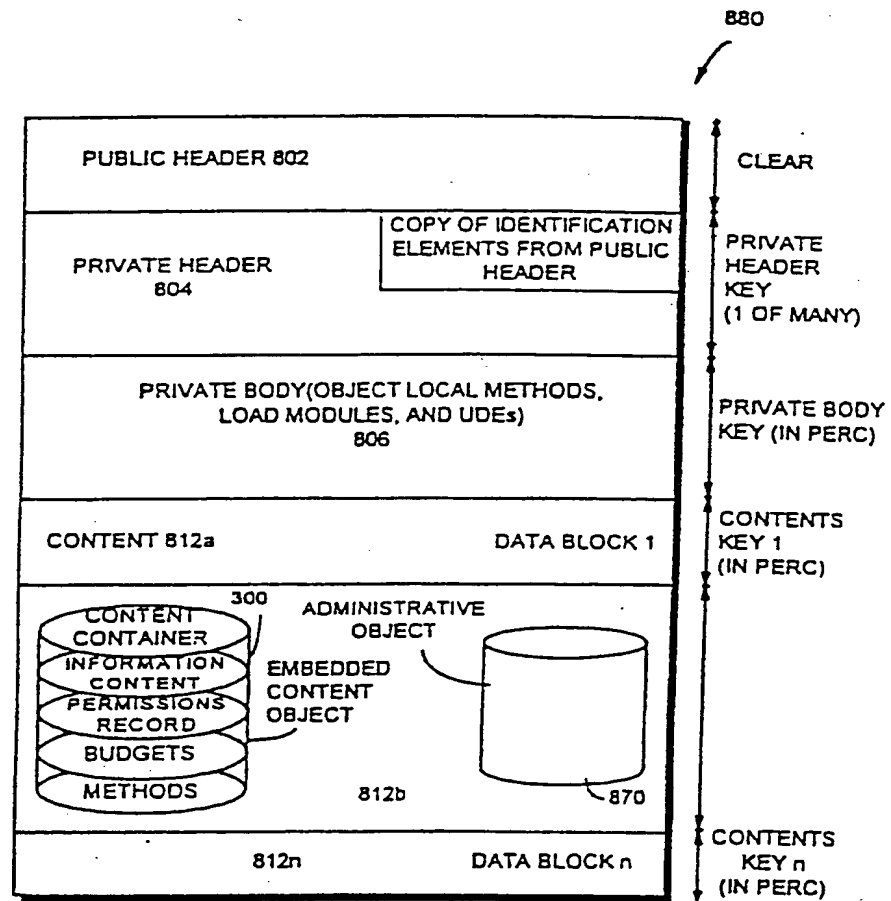 880
PUBLIC HEADER 802
CLEAR
COPY OF IDENTIFICATION
ELEMENTS FROM PUBLIC
HEADER
PRIVATE HEADER
804
PRIVATE
HEADER
KEY
(1 OF MANY)
PRIVATE BODY(OBJECT LOCAL METHODS,
LOAD MODULES, AND UDEs)
806
PRIVATE BODY
KEY (IN PERC)
CONTENT 812a
DATA BLOCK 1
CONTENTS
KEY 1
(IN PERC)
300
CONTENT
CONTAINER
INFORMATION
CONTENT
PERMISSIONS
RECORD
BUDGETS
METHODS
EMBEDDED
CONTENT
OBJECT
ADMINISTRATIVE
OBJECT
812b
870
812n
DATA BLOCK n
CONTENTS
KEY n
(IN PERC)